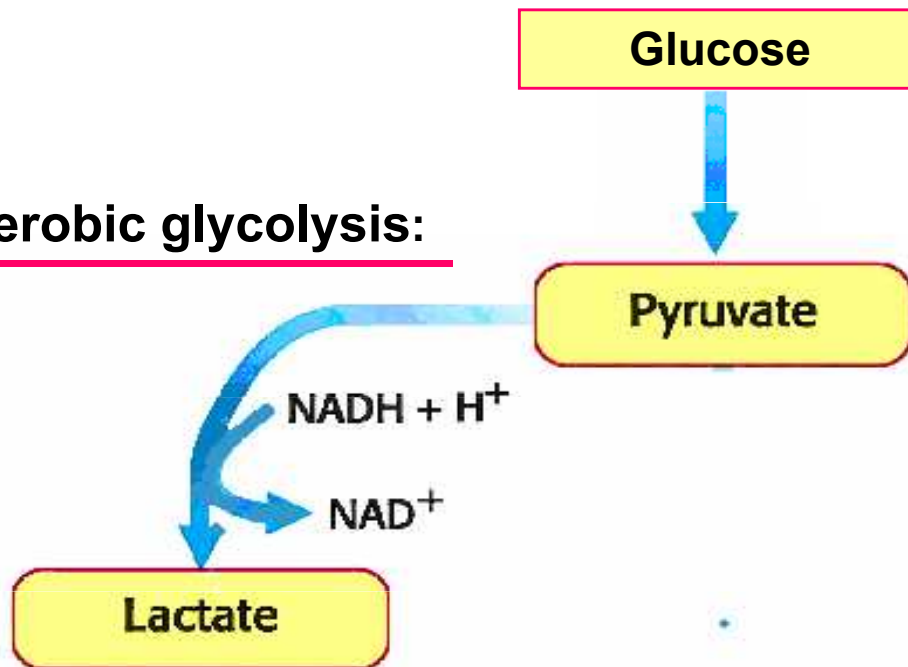 Glucose
erobic glycolysis:
Pyruvate
NADH + H⁺
NAD⁺
Lactate